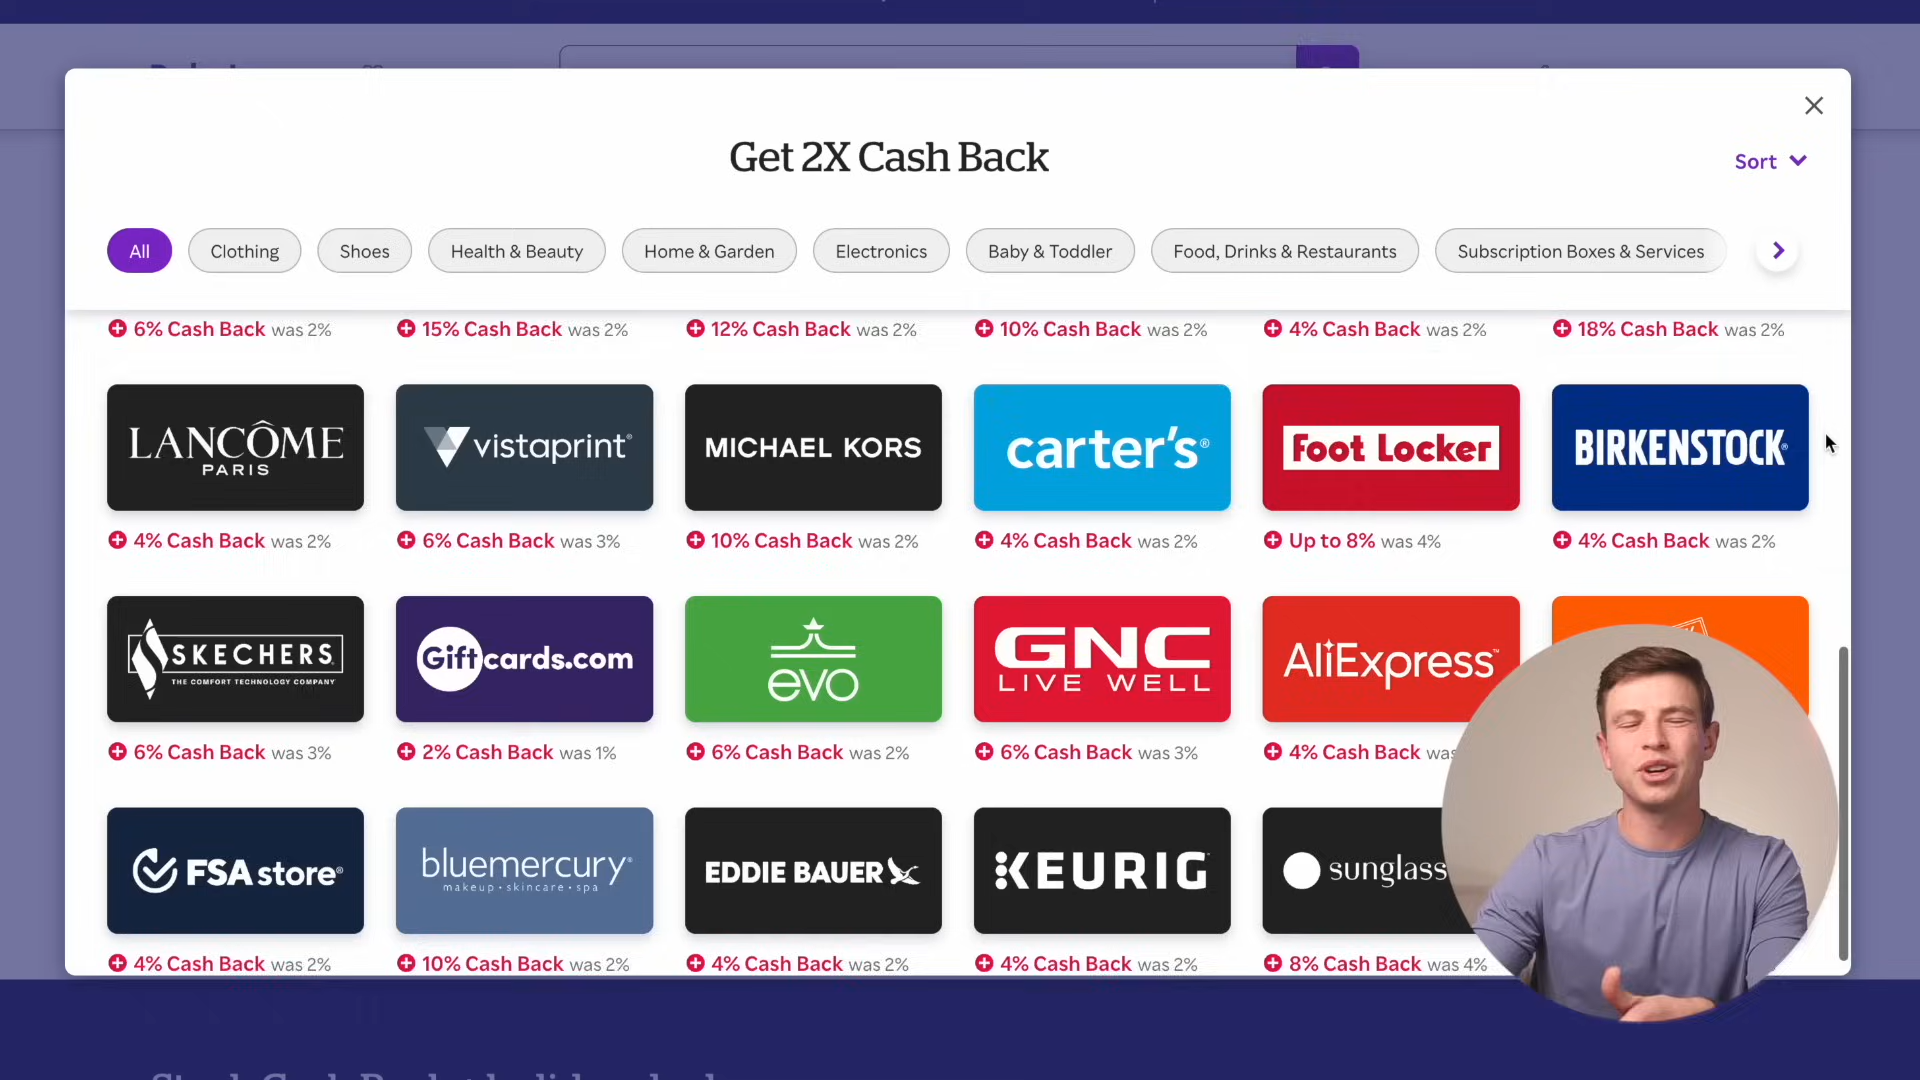 Get 2X Cash Back
Sort
All
Clothing
Shoes
Health & Beauty
Home & Garden
Electronics
Baby & Toddler
Food, Drinks & Restaurants
Subscription Boxes & Services
6% Cash Back was 2%
15% Cash Back was 2%
12% Cash Back was 2%
10% Cash Back was 2%
4% Cash Back was 2%
18% Cash Back was 2%
LANCÔME
PARIS
vistaprint®
MICHAEL KORS
carter's®
Foot Locker
BIRKENSTOCK®
4% Cash Back was 2%
6% Cash Back was 3%
10% Cash Back was 2%
4% Cash Back was 2%
Up to 8% was 4%
4% Cash Back was 2%
SKECHERS
THE COMFORT TECHNOLOGY COMPANY
Giftcards.com
evo
GNC
LIVE WELL
AliExpress™
6% Cash Back was 3%
2% Cash Back was 1%
6% Cash Back was 2%
6% Cash Back was 3%
4% Cash Back was
FSA store®
bluemercury®
makeup • skincare • spa
EDDIE BAUER
KEURIG
sunglass
4% Cash Back was 2%
10% Cash Back was 2%
4% Cash Back was 2%
4% Cash Back was 2%
8% Cash Back was 4%